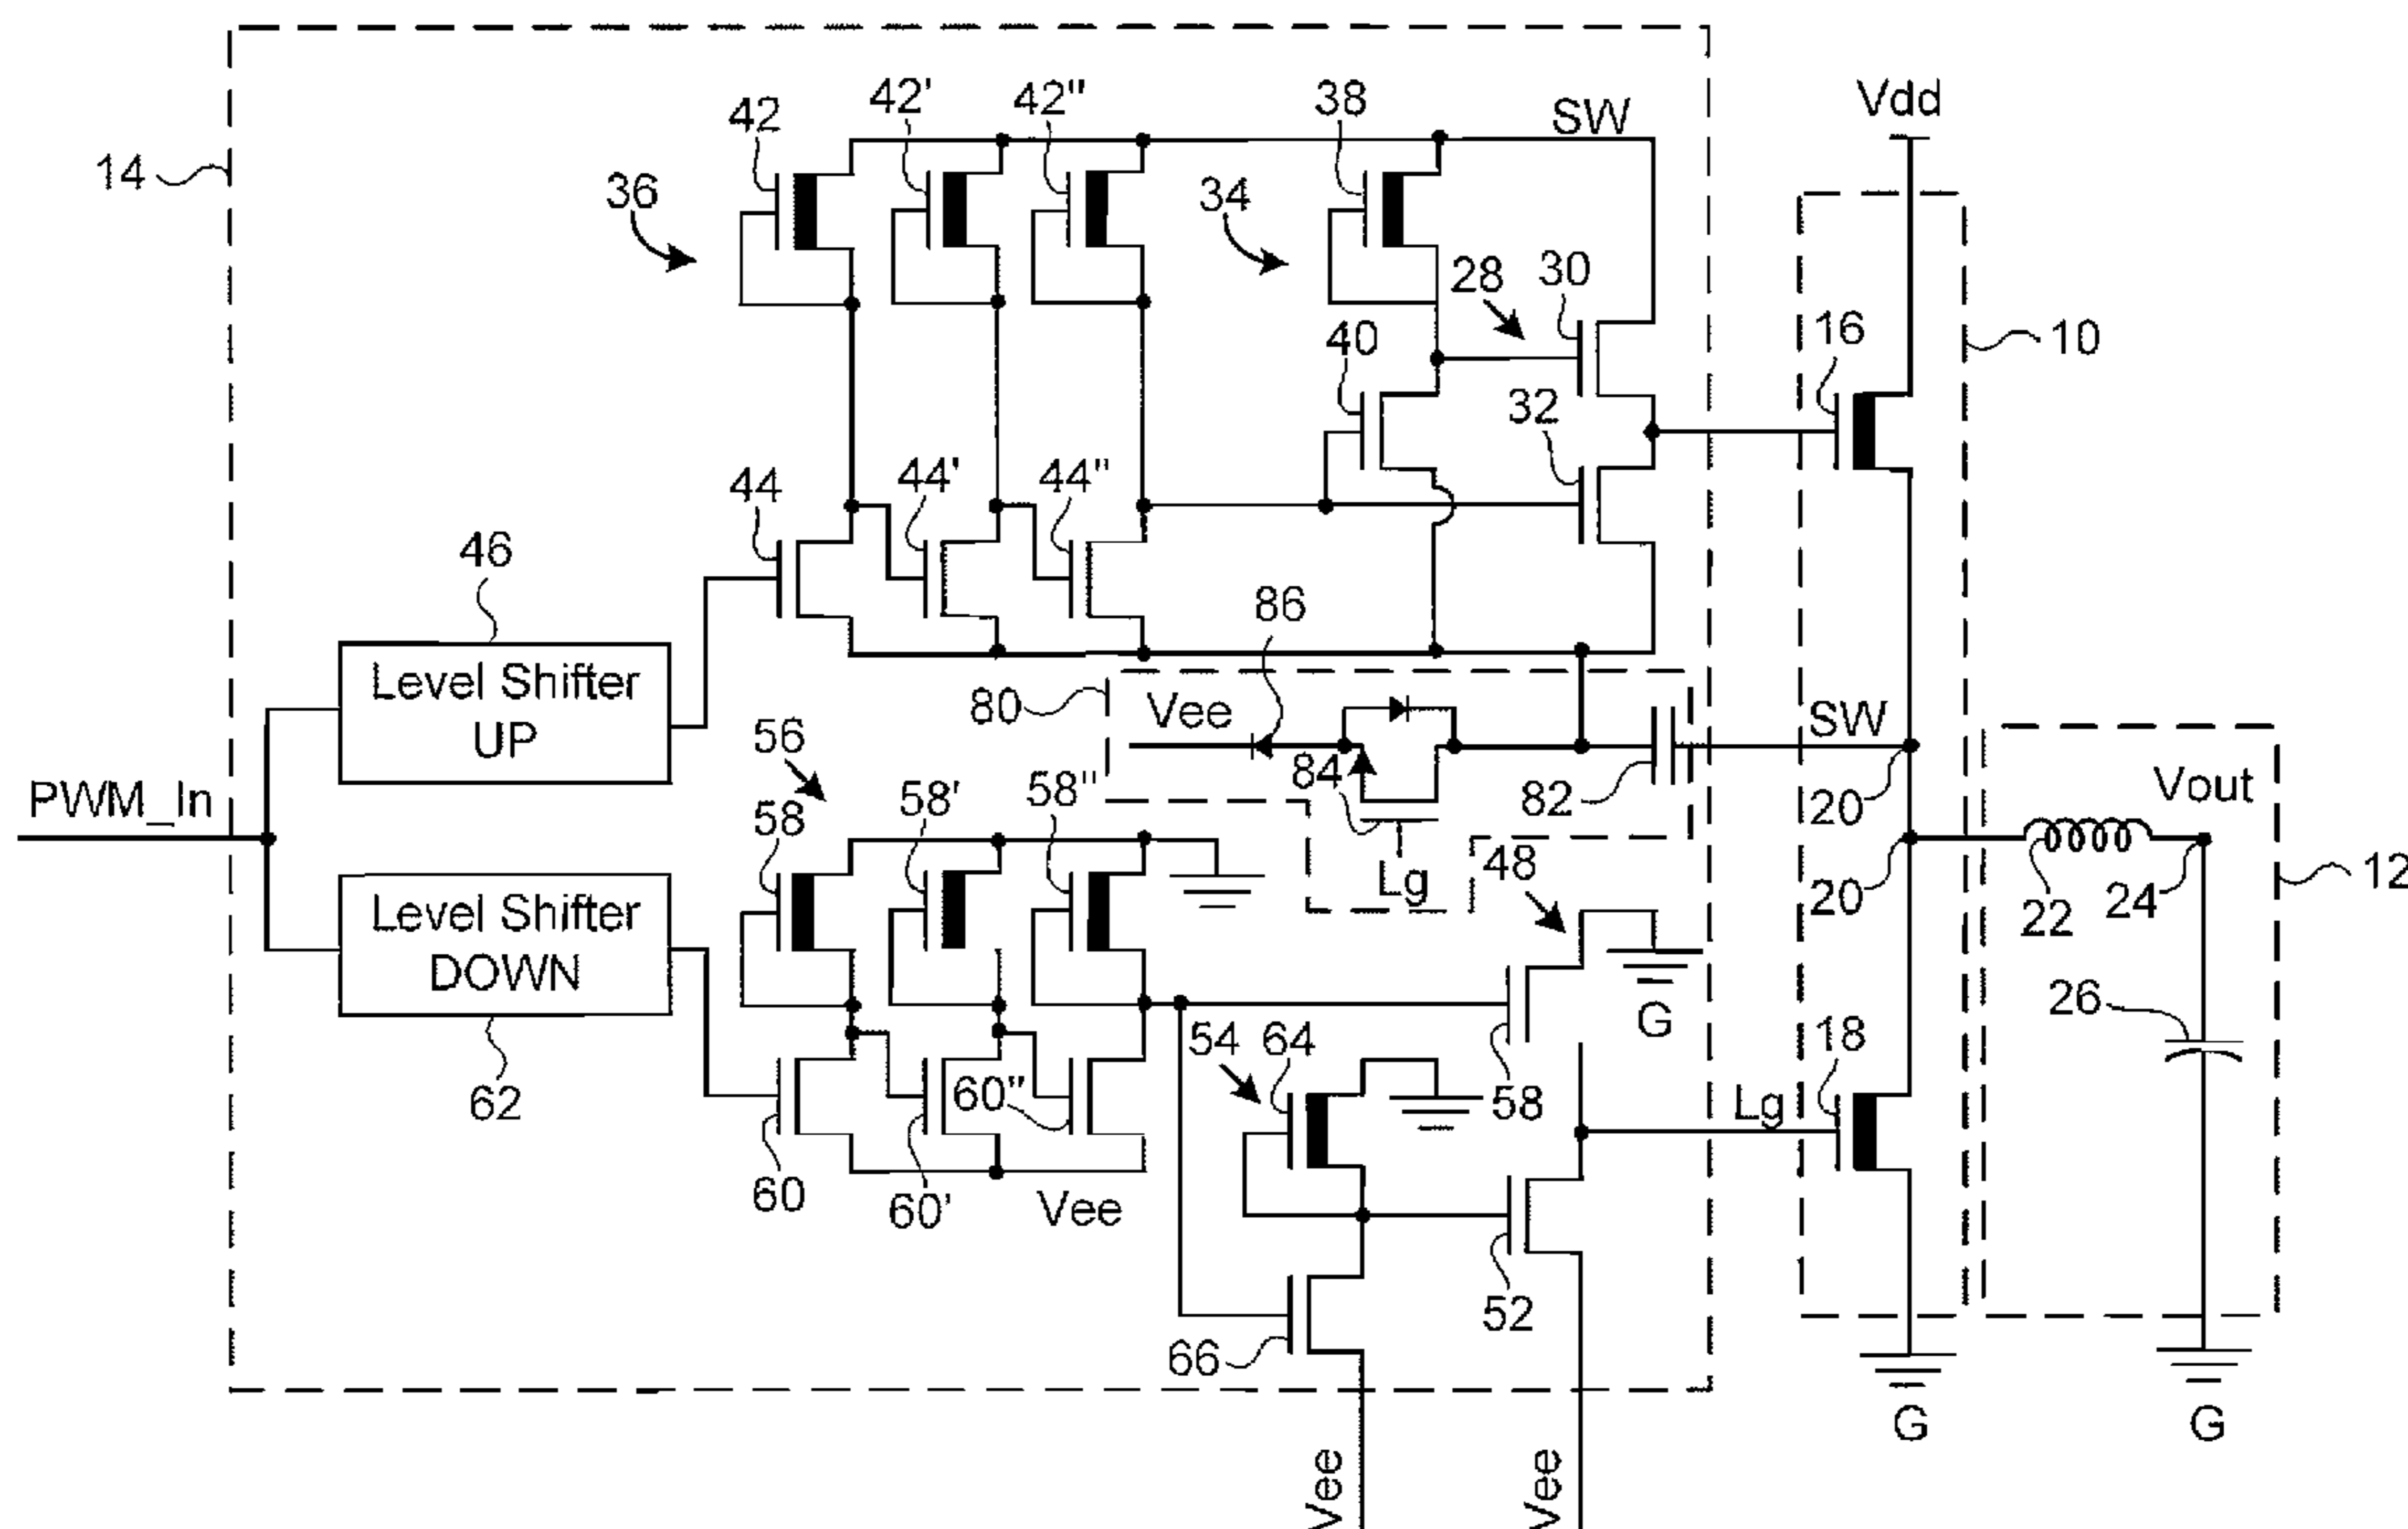 42
42'
42"
38
SW
Vdd
14
36
34
28
30
16
10
40
32
44
44'
44"
46
86
Level Shifter
UP
80
Vee
SW
56
84
82
20
Vout
PWM_In
58
58'
58"
Lg
48
20
22
24
12
Level Shifter
DOWN
26
G
54
64
18
62
60"
58
Lg
60
60'
Vee
52
66
G
G
Vee
Vee